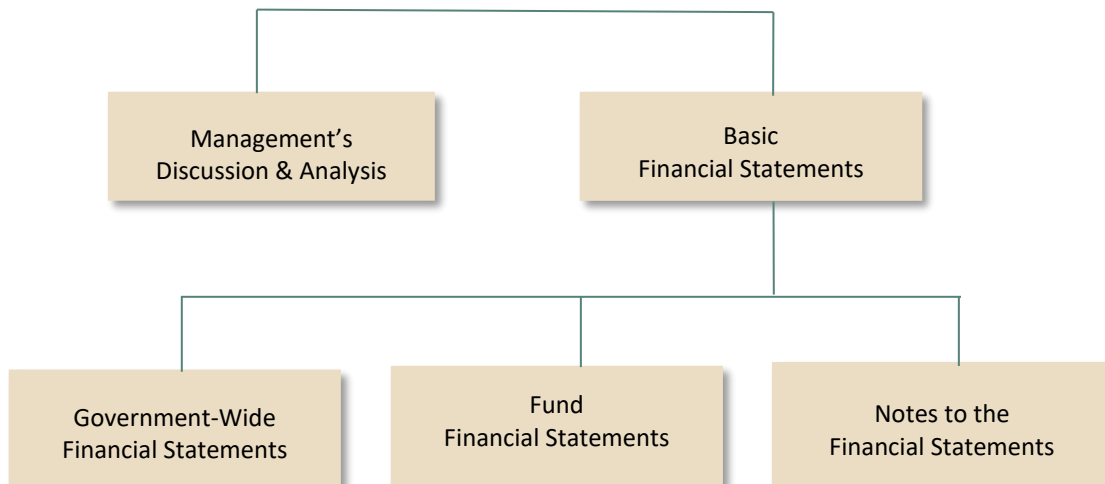 Management’s
Discussion & Analysis
Basic
Financial Statements
Government-Wide
Financial Statements
Fund
Financial Statements
Notes to the
Financial Statements